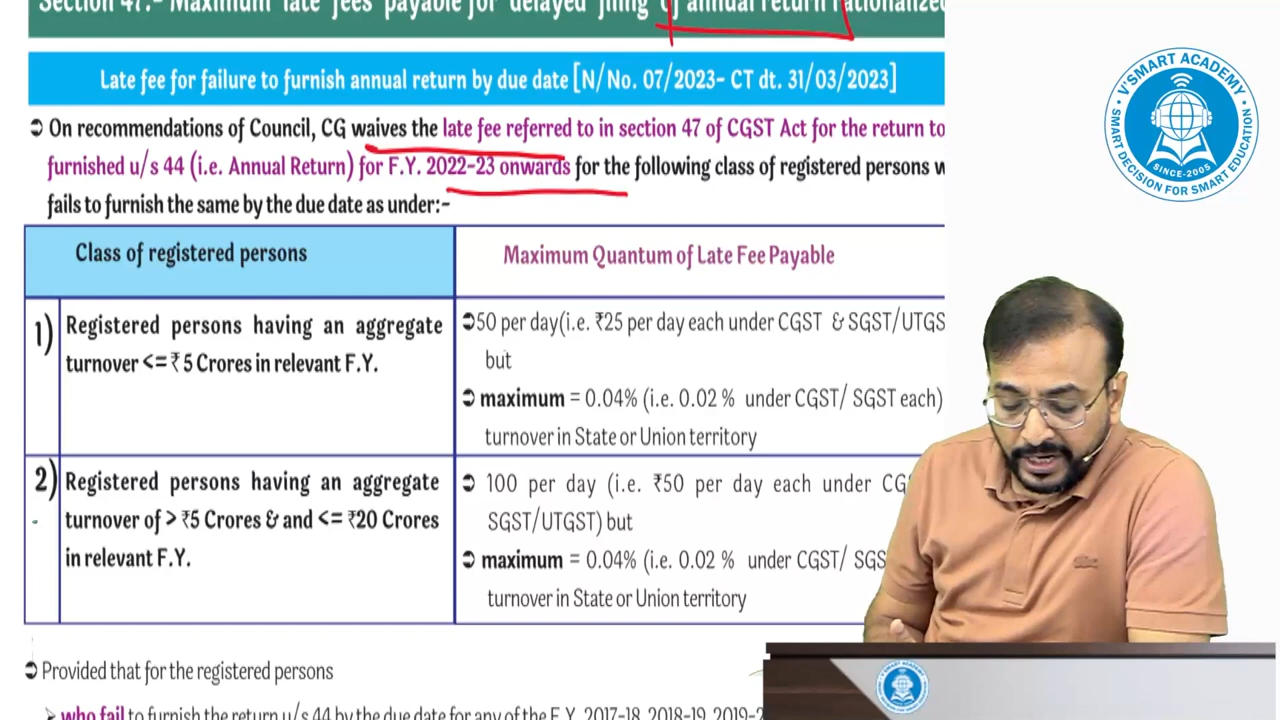 Section 47:- Maximum late fees payable for delayed filing of annual return rationalized
Late fee for failure to furnish annual return by due date [N/No. 07/2023- CT dt. 31/03/2023]
➲ On recommendations of Council, CG waives the late fee referred to in section 47 of CGST Act for the return to
furnished u/s 44 (i.e. Annual Return) for F.Y. 2022-23 onwards for the following class of registered persons w
fails to furnish the same by the due date as under:-
Class of registered persons
Maximum Quantum of Late Fee Payable
1) Registered persons having an aggregate
turnover <= ₹ 5 Crores in relevant F.Y.
➲50 per day(i.e. ₹25 per day each under CGST & SGST/UTGS
but
➲ maximum = 0.04% (i.e. 0.02 % under CGST/ SGST each)
turnover in State or Union territory
2) Registered persons having an aggregate
turnover of > ₹5 Crores & and <= ₹20 Crores
in relevant F.Y.
➲ 100 per day (i.e. ₹50 per day each under CG
SGST/UTGST) but
➲ maximum = 0.04% (i.e. 0.02 % under CGST/ SGS
turnover in State or Union territory
➲ Provided that for the registered persons
➢ who fail to furnish the return u/s 44 by the due date for any of the F.Y. 2017-18, 2018-19, 2019-2
V'SMART ACADEMY
SINCE-2005
SMART DECISION FOR SMART EDUCATION